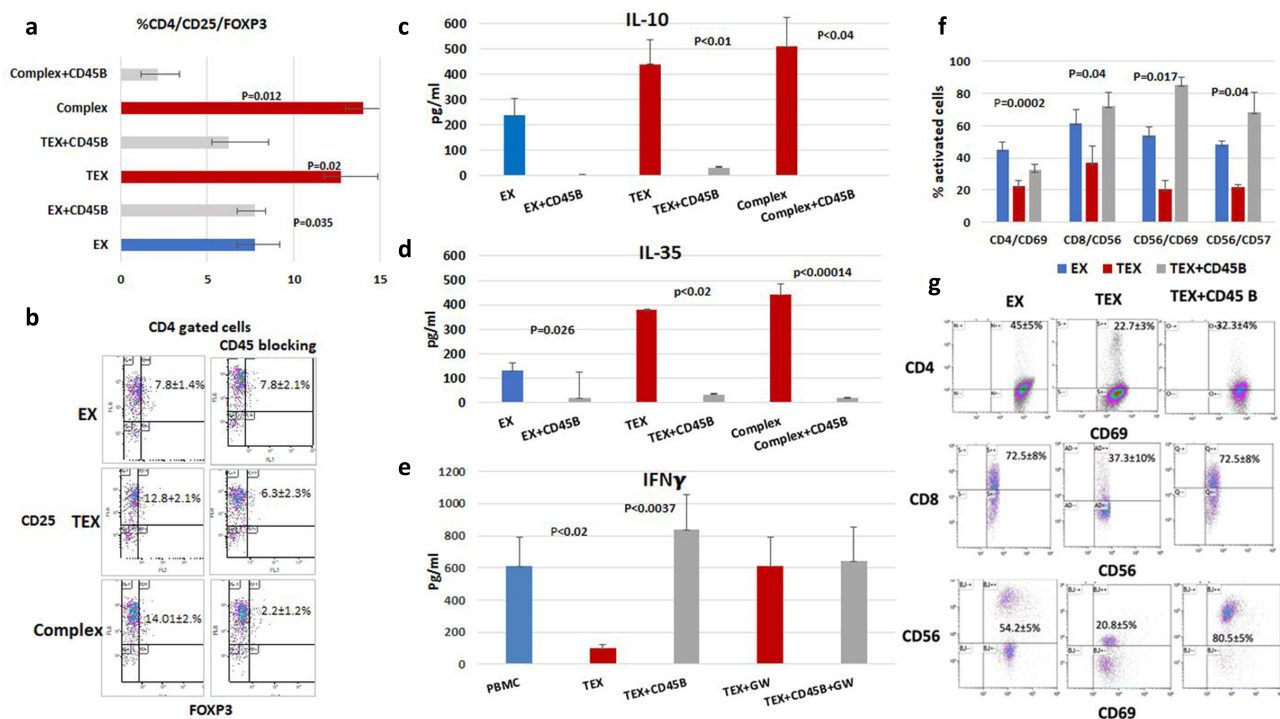 a
%CD4/CD25/FOXP3
Complex+CD45B
Complex
P=0.012
TEX+CD45B
TEX
P=0.02
EX+CD45B
P=0.035
EX
0 5 10 15
b
CD4 gated cells
CD45 blocking
EX
7.8±1.4%
7.8±2.1%
FL1
CD25
TEX
12.8±2.1%
6.3±2.3%
FL1
Complex
14.01±2.%
2.2±1.2%
FOXP3
c
IL-10
pg/ml
600
500
400
300
200
100
0
P<0.01
P<0.04
EX
EX+CD45B
TEX
TEX+CD45B
Complex
Complex+CD45B
d
IL-35
pg/ml
500
400
300
200
100
0
P=0.026
p<0.02
p<0.00014
EX
EX+CD45B
TEX
TEX+CD45B
Complex
Complex+CD45B
e
IFNγ
Pg/ml
1200
1000
800
600
400
200
0
P<0.02
P<0.0037
PBMC
TEX
TEX+CD45B
TEX+GW
TEX+CD45B+GW
f
% activated cells
100
80
60
40
20
0
P=0.0002
P=0.04
P=0.017
P=0.04
CD4/CD69
CD8/CD56
CD56/CD69
CD56/CD57
EX TEX TEX+CD45B
g
EX
TEX
TEX+CD45 B
CD4
45±5%
22.7±3%
32.3±4%
CD69
CD8
72.5±8%
37.3±10%
72.5±8%
CD56
CD56
54.2±5%
20.8±5%
80.5±5%
CD69